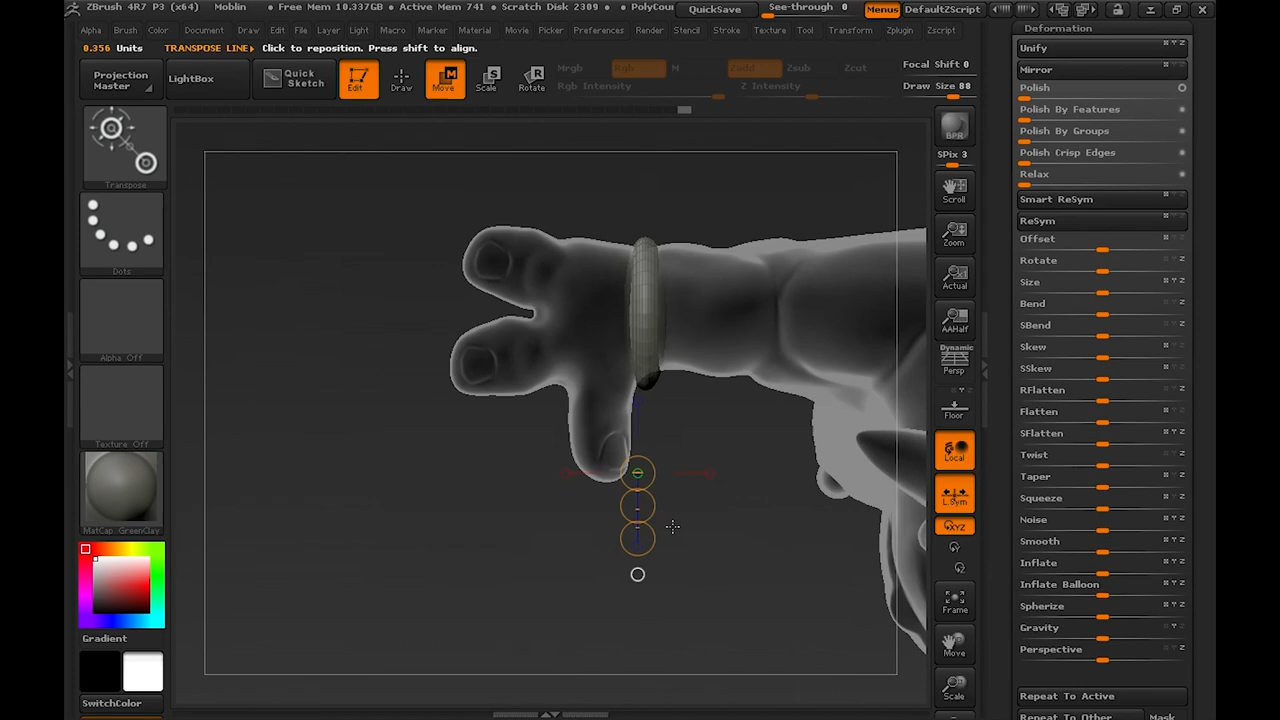 ZBrush 4R7 P3 (x64) Moblin • Free Mem 10.337GB • Active Mem 741 • Scratch Disk 2309 • PolyCou QuickSave See-through 0 Menus DefaultZScript
Alpha Brush Color Document Draw Edit File Layer Light Macro Marker Material Movie Picker Preferences Render Stencil Stroke Texture Tool Transform Zplugin Zscript
0.356 Units TRANSPOSE LINE Click to reposition. Press shift to align.
Projection Master
LightBox
Quick Sketch
Edit
Draw
Move
Scale
Rotate
Mrgb Rgb M Zadd Zsub Zcut
Rgb Intensity Z Intensity
Focal Shift 0
Draw Size 88
Transpose
Dots
Alpha Off
Texture Off
MatCap GreenClay
Gradient
SwitchColor
BPR
SPix 3
Scroll
Zoom
Actual
AAHalf
Dynamic
Persp
Floor
Local
L.Sym
XYZ
Frame
Move
Scale
Deformation
Unify
Mirror
Polish
Polish By Features
Polish By Groups
Polish Crisp Edges
Relax
Smart ReSym
ReSym
Offset
Rotate
Size
Bend
SBend
Skew
SSkew
RFlatten
Flatten
SFlatten
Twist
Taper
Squeeze
Noise
Smooth
Inflate
Inflate Balloon
Spherize
Gravity
Perspective
Repeat To Active
Repeat To Other Mask